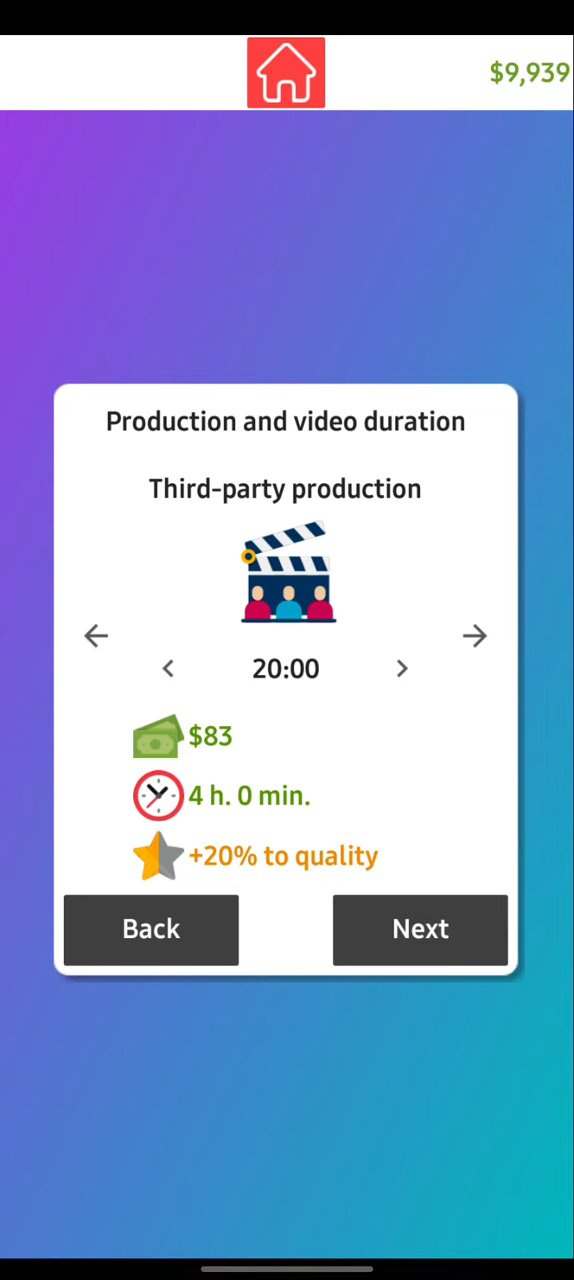 $9,939
Production and video duration
Third-party production
20:00
$83
4 h. 0 min.
+20% to quality
Back
Next